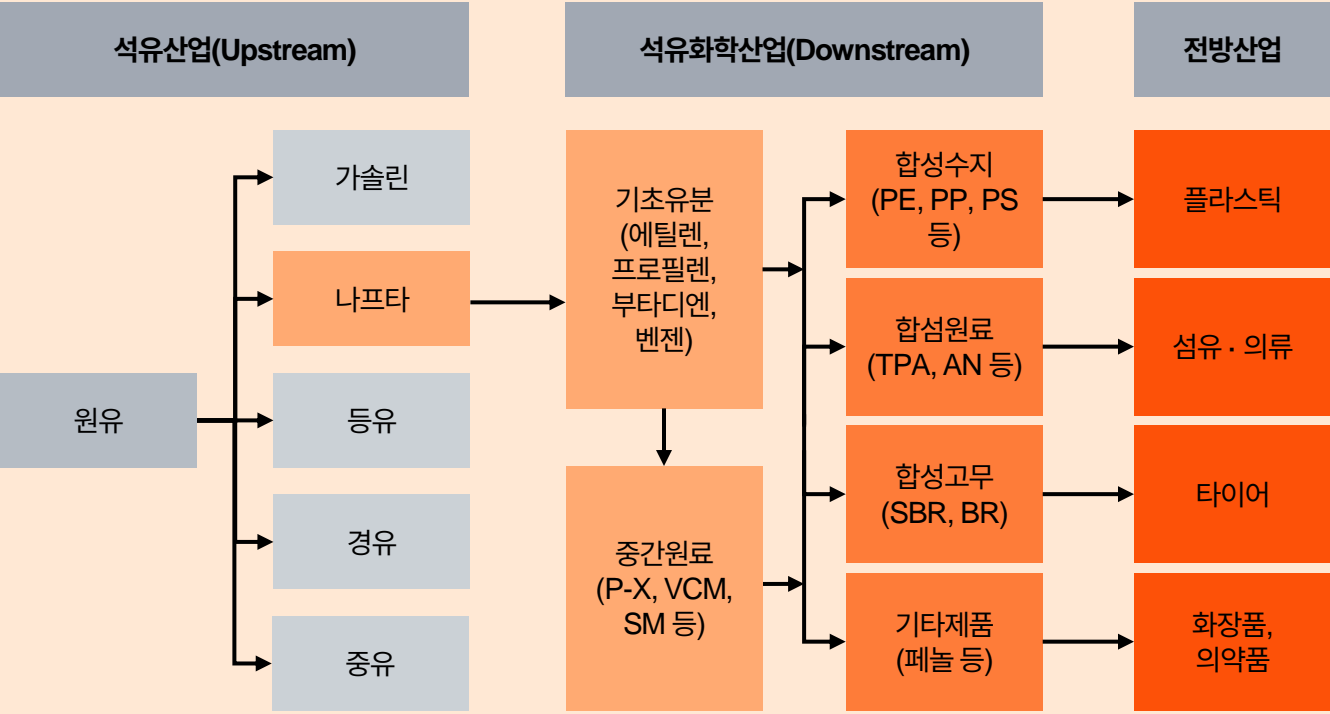 석유산업(Upstream)
석유화학산업(Downstream)
전방산업
원유
가솔린
나프타
등유
경유
중유
기초유분
(에틸렌,
프로필렌,
부타디엔,
벤젠)
중간원료
(P-X, VCM,
SM 등)
합성수지
(PE, PP, PS
등)
합섬원료
(TPA, AN 등)
합성고무
(SBR, BR)
기타제품
(페놀 등)
플라스틱
섬유 · 의류
타이어
화장품,
의약품